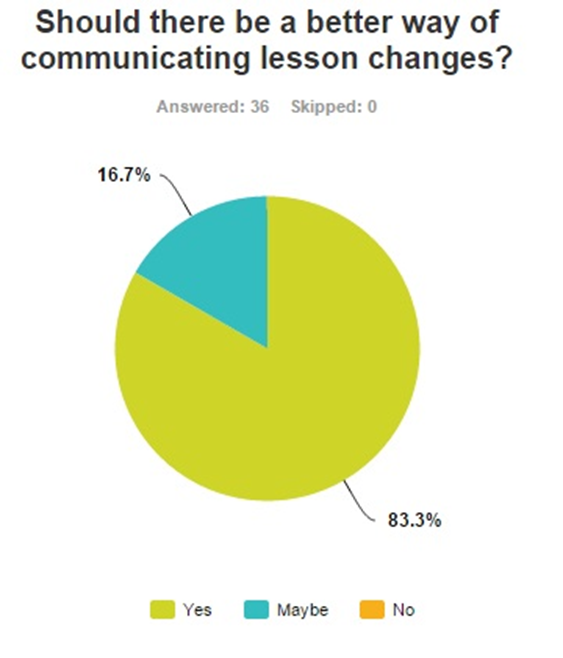 Should there be a better way of
communicating lesson changes?
Answered: 36 Skipped: 0
16.7%
83.3%
Yes Maybe No